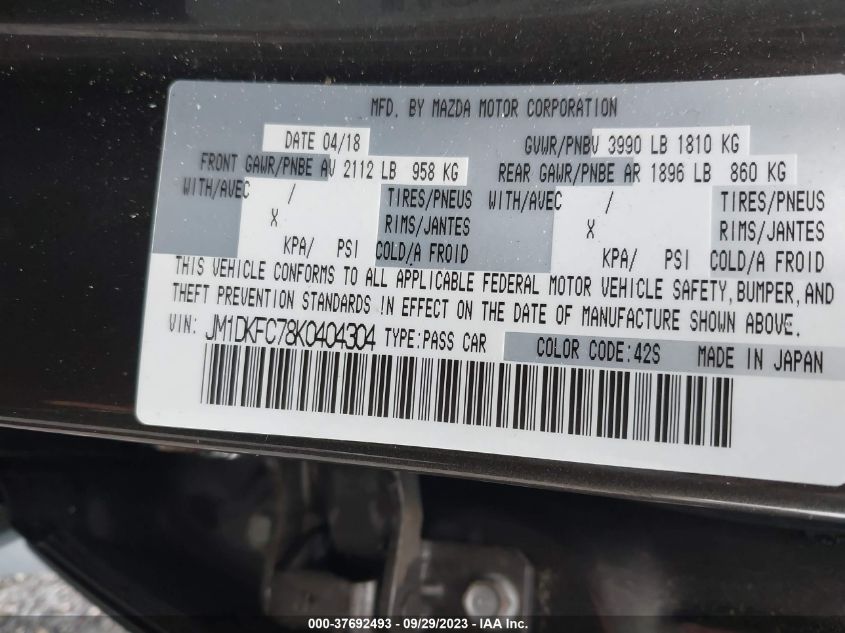 MFD. BY MAZDA MOTOR CORPORATION
DATE 04/18 GVWR/PNBV 3990 LB 1810 KG
FRONT GAWR/PNBE AV 2112 LB 958 KG REAR GAWR/PNBE AR 1896 LB 860 KG
WITH/AVEC / TIRES/PNEUS WITH/AVEC / TIRES/PNEUS
X RIMS/JANTES X RIMS/JANTES
KPA/ PSI COLD/A FROID KPA/ PSI COLD/A FROID
THIS VEHICLE CONFORMS TO ALL APPLICABLE FEDERAL MOTOR VEHICLE SAFETY, BUMPER, AND
THEFT PREVENTION STANDARDS IN EFFECT ON THE DATE OF MANUFACTURE SHOWN ABOVE.
VIN: JM1DKFC78K0404304 TYPE:PASS CAR COLOR CODE:42S MADE IN JAPAN
000-37692493 - 09/29/2023 - IAA Inc.